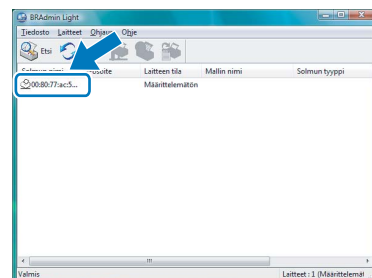 BRAdmin Light
Tiedosto Laitteet Ohjaus Ohje
Etsi
Solmun nimi Laitteen tila Mallin nimi Solmun tyyppi
00:80:77:ac:5... Määrittelemätön
Valmis Laitteet : 1 (Määrittelemät